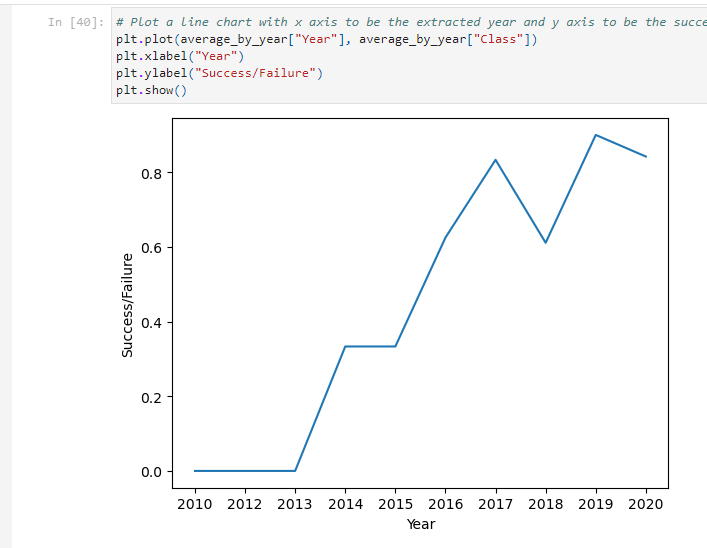 In [40]: # Plot a line chart with x axis to be the extracted year and y axis to be the
plt.plot(average_by_year["Year"], average_by_year["Class"])
plt.xlabel("Year")
plt.ylabel("Success/Failure")
plt.show()
0.8
0.6
0.4
0.2
0.0
Success/Failure
2010 2012 2013 2014 2015 2016 2017 2018 2019 2020
Year